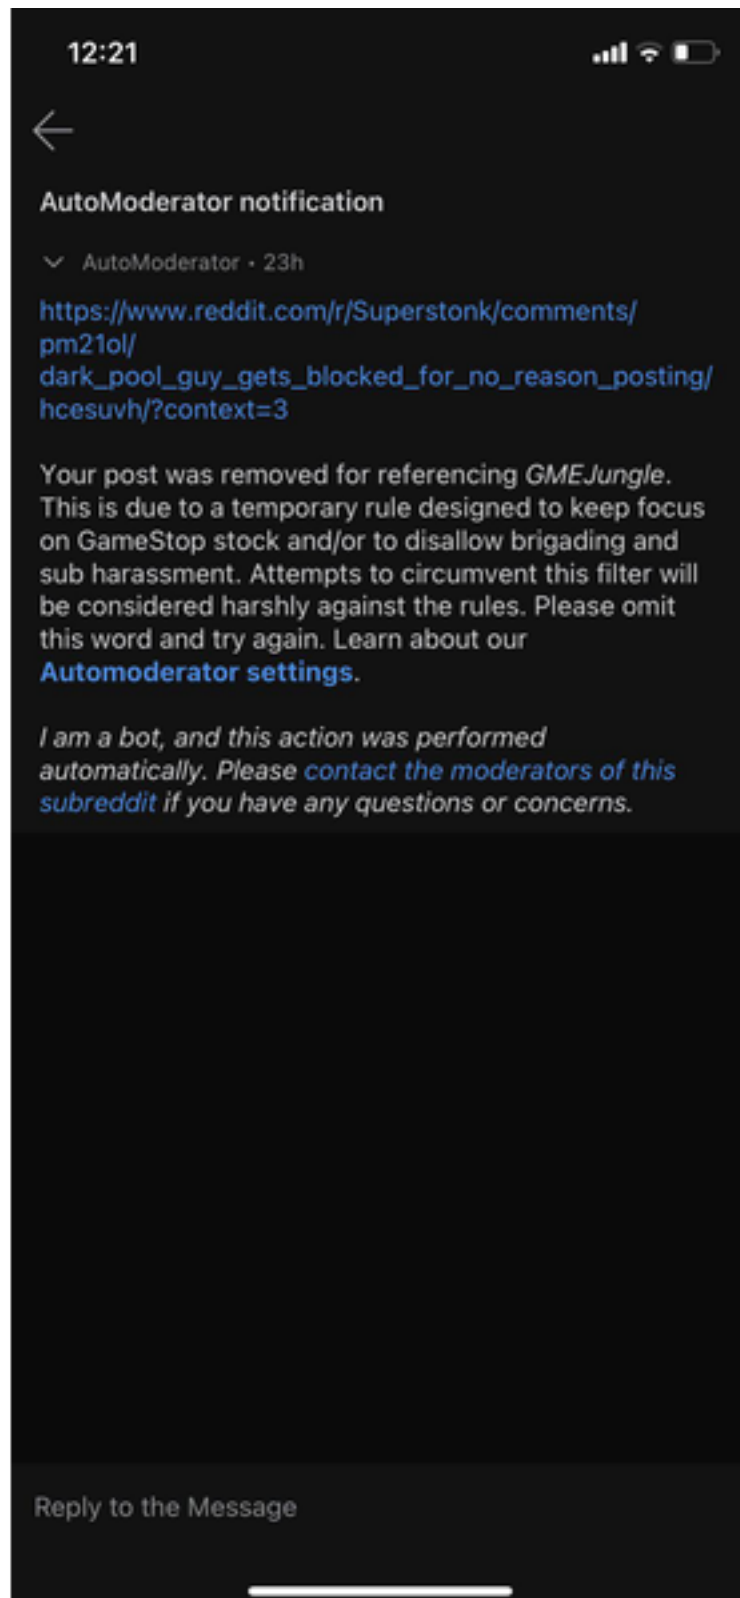 12:21
AutoModerator notification
AutoModerator • 23h
https://www.reddit.com/r/Superstonk/comments/
pm21ol/
dark_pool_guy_gets_blocked_for_no_reason_posting/
hcesuvh/?context=3
Your post was removed for referencing GMEJungle.
This is due to a temporary rule designed to keep focus
on GameStop stock and/or to disallow brigading and
sub harassment. Attempts to circumvent this filter will
be considered harshly against the rules. Please omit
this word and try again. Learn about our
Automoderator settings.
I am a bot, and this action was performed
automatically. Please contact the moderators of this
subreddit if you have any questions or concerns.
Reply to the Message